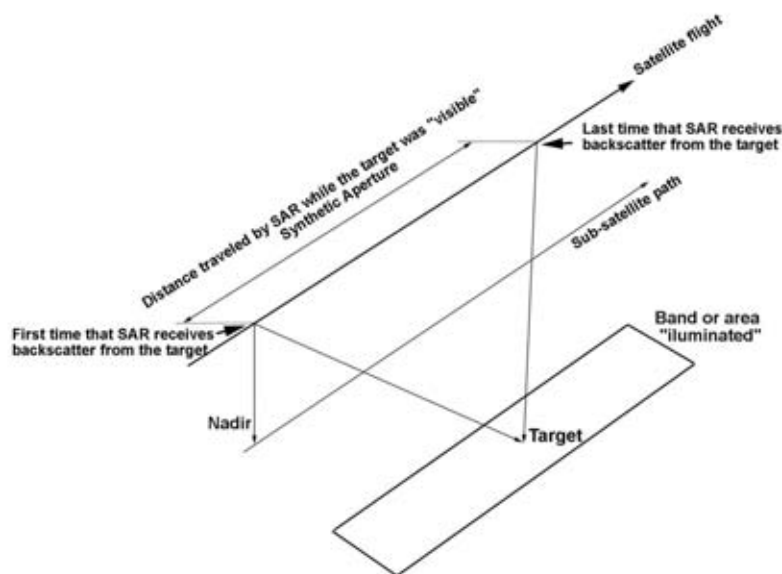 Satellite flight
Distance traveled by SAR while the target was "visible"
Synthetic Aperture
Last time that SAR receives
backscatter from the target
Sub-satellite path
First time that SAR receives
backscatter from the target
Band or area
"iluminated"
Nadir
Target